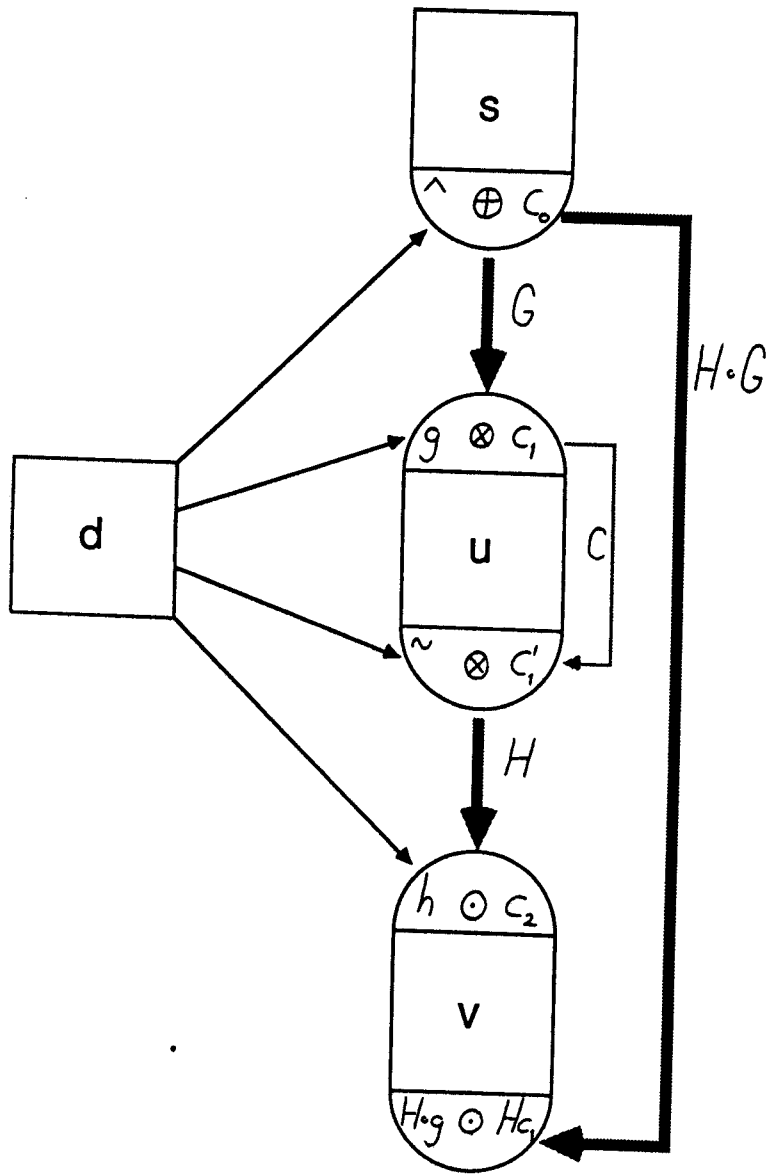 s
^ ⊕ C₀
G
H∘G
g ⊗ C₁
d
u
C
~ ⊗ C₁'
H
h ⊙ C₂
v
H∘g ⊙ HC₁